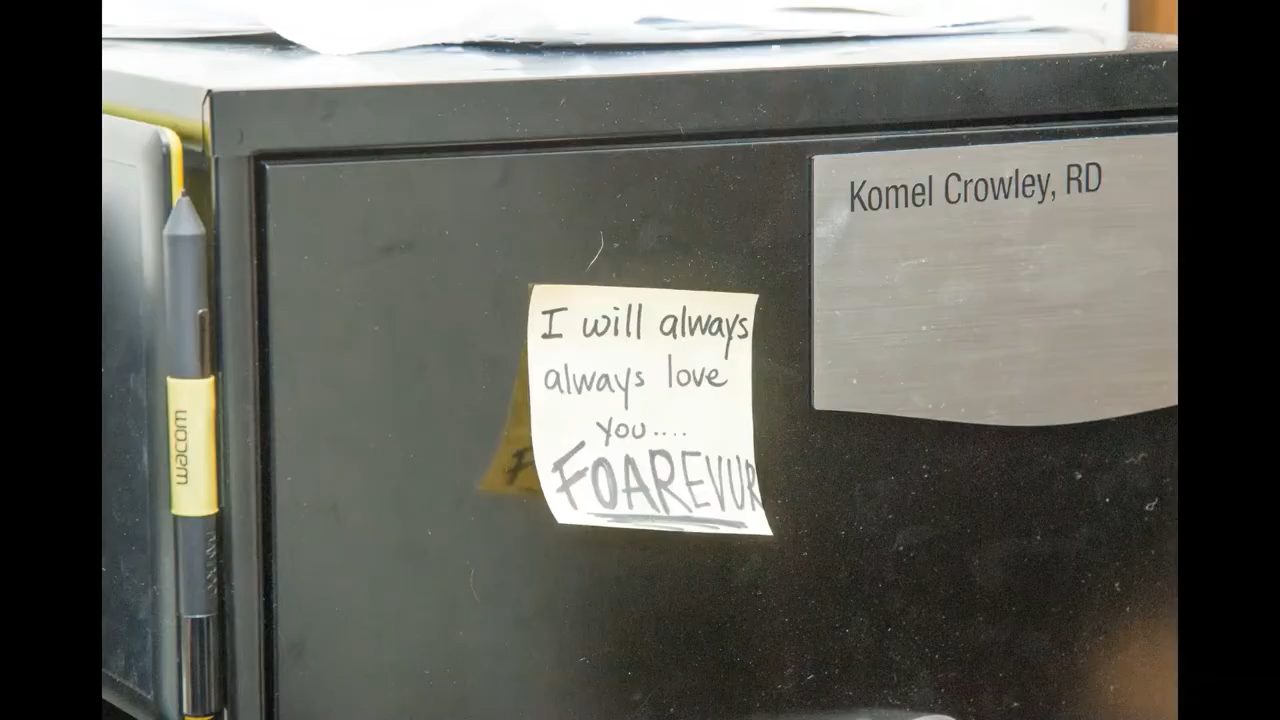 Komel Crowley, RD
I will always
always love
you....
FOAREVUR
wacom